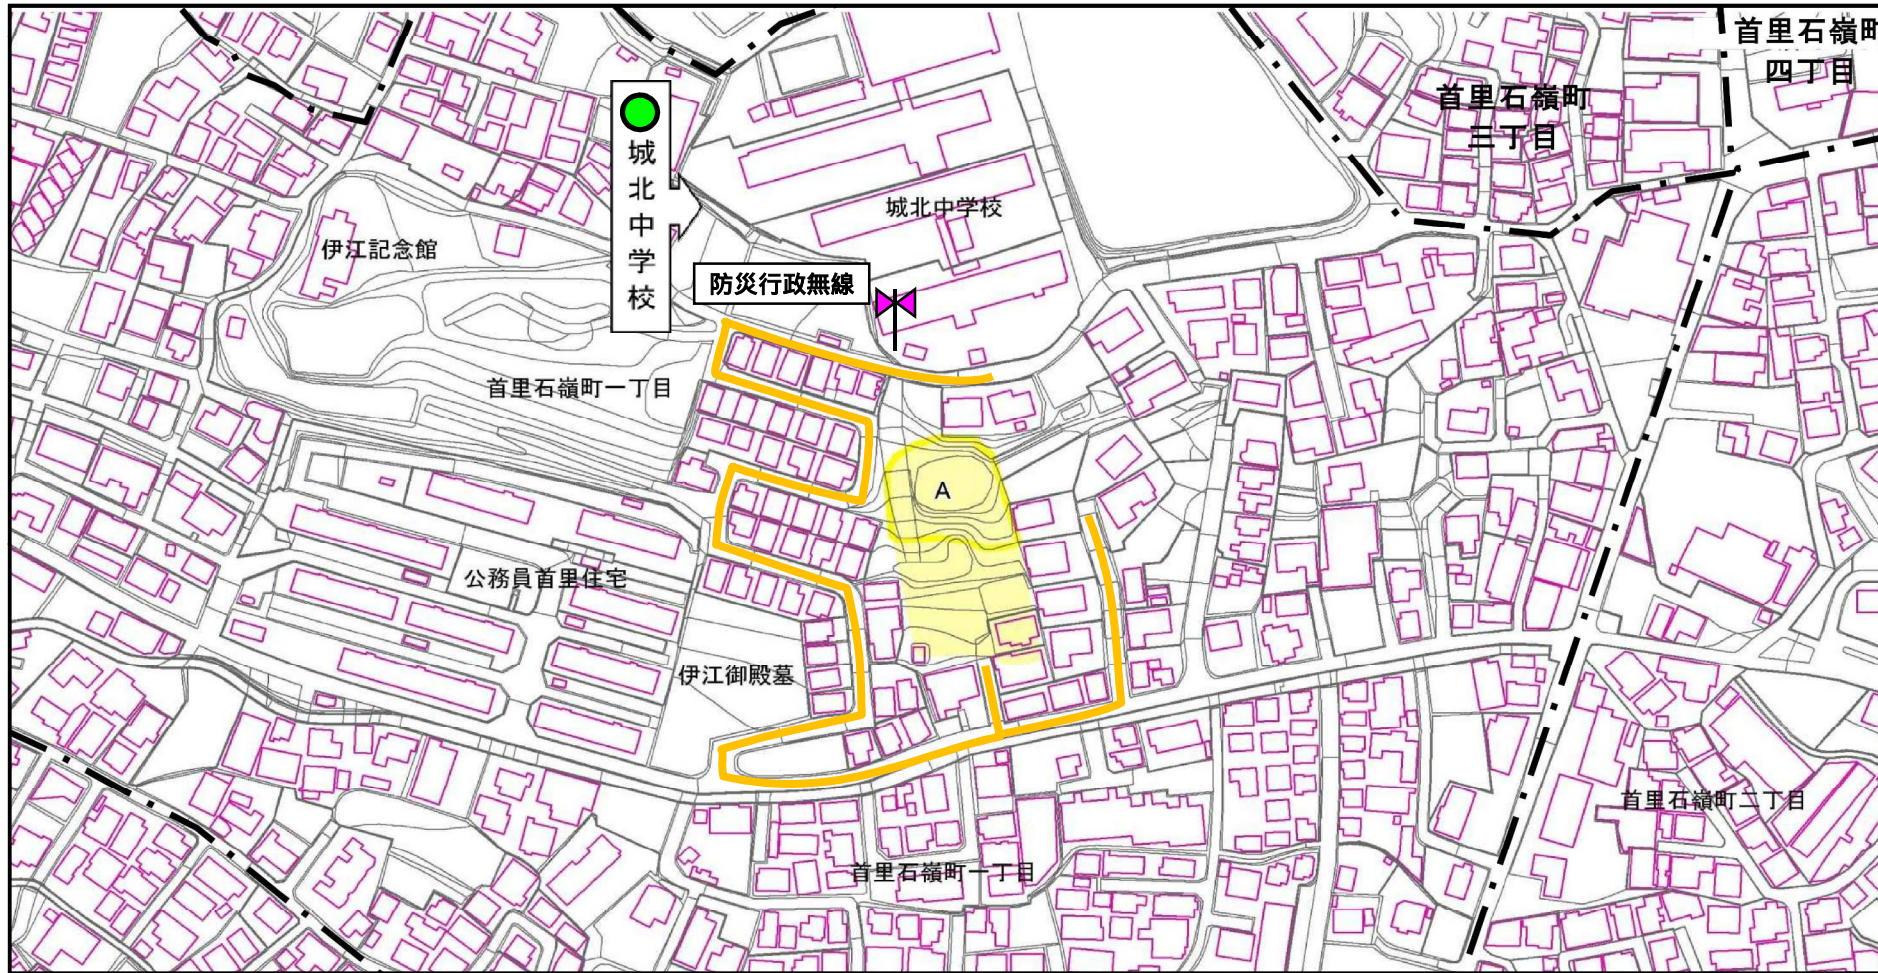 首里石嶺町
四丁目
首里石嶺町
三丁目
城北中学校
城北中学校
伊江記念館
防災行政無線
首里石嶺町一丁目
A
公務員首里住宅
伊江御殿墓
首里石嶺町二丁目
首里石嶺町一丁目